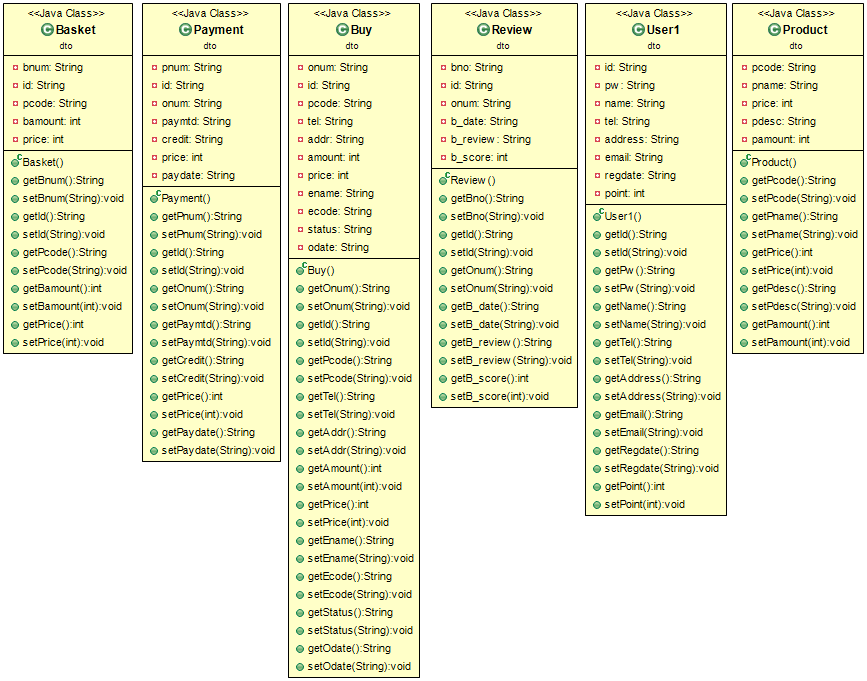 <<Java Class>>
Basket
dto
bnum: String
id: String
pcode: String
bamount: int
price: int
Basket()
getBnum():String
setBnum(String):void
getId():String
setId(String):void
getPcode():String
setPcode(String):void
getBamount():int
setBamount(int):void
getPrice():int
setPrice(int):void
<<Java Class>>
Payment
dto
pnum: String
id: String
onum: String
paymtd: String
credit: String
price: int
paydate: String
Payment()
getPnum():String
setPnum(String):void
getId():String
setId(String):void
getOnum():String
setOnum(String):void
getPaymtd():String
setPaymtd(String):void
getCredit():String
setCredit(String):void
getPrice():int
setPrice(int):void
getPaydate():String
setPaydate(String):void
<<Java Class>>
Buy
dto
onum: String
id: String
pcode: String
tel: String
addr: String
amount: int
price: int
ename: String
ecode: String
status: String
odate: String
Buy()
getOnum():String
setOnum(String):void
getId():String
setId(String):void
getPcode():String
setPcode(String):void
getTel():String
setTel(String):void
getAddr():String
setAddr(String):void
getAmount():int
setAmount(int):void
getPrice():int
setPrice(int):void
getEname():String
setEname(String):void
getEcode():String
setEcode(String):void
getStatus():String
setStatus(String):void
getOdate():String
setOdate(String):void
<<Java Class>>
Review
dto
bno: String
id: String
onum: String
b_date: String
b_review: String
b_score: int
Review()
getBno():String
setBno(String):void
getId():String
setId(String):void
getOnum():String
setOnum(String):void
getB_date():String
setB_date(String):void
getB_review():String
setB_review(String):void
getB_score():int
setB_score(int):void
<<Java Class>>
User1
dto
id: String
pw: String
name: String
tel: String
address: String
email: String
regdate: String
point: int
User1()
getId():String
setId(String):void
getPw():String
setPw(String):void
getName():String
setName(String):void
getTel():String
setTel(String):void
getAddress():String
setAddress(String):void
getEmail():String
setEmail(String):void
getRegdate():String
setRegdate(String):void
getPoint():int
setPoint(int):void
<<Java Class>>
Product
dto
pcode: String
pname: String
price: int
pdesc: String
pamount: int
Product()
getPcode():String
setPcode(String):void
getPname():String
setPname(String):void
getPrice():int
setPrice(int):void
getPdesc():String
setPdesc(String):void
getPamount():int
setPamount(int):void